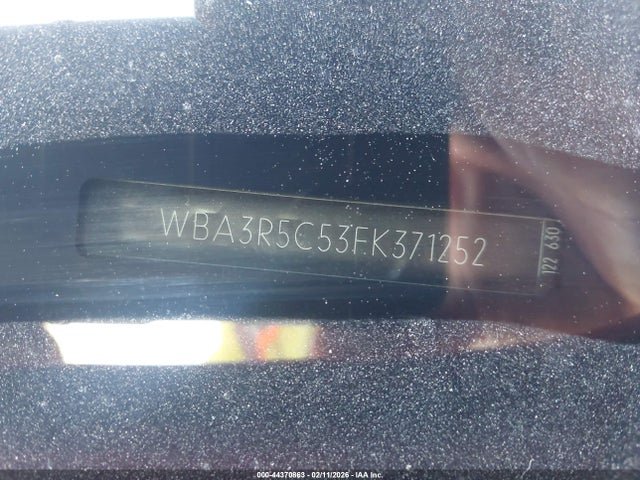 WBA3R5C53FK371252
122 630
000-44370863 - 02/11/2026 - IAA Inc.